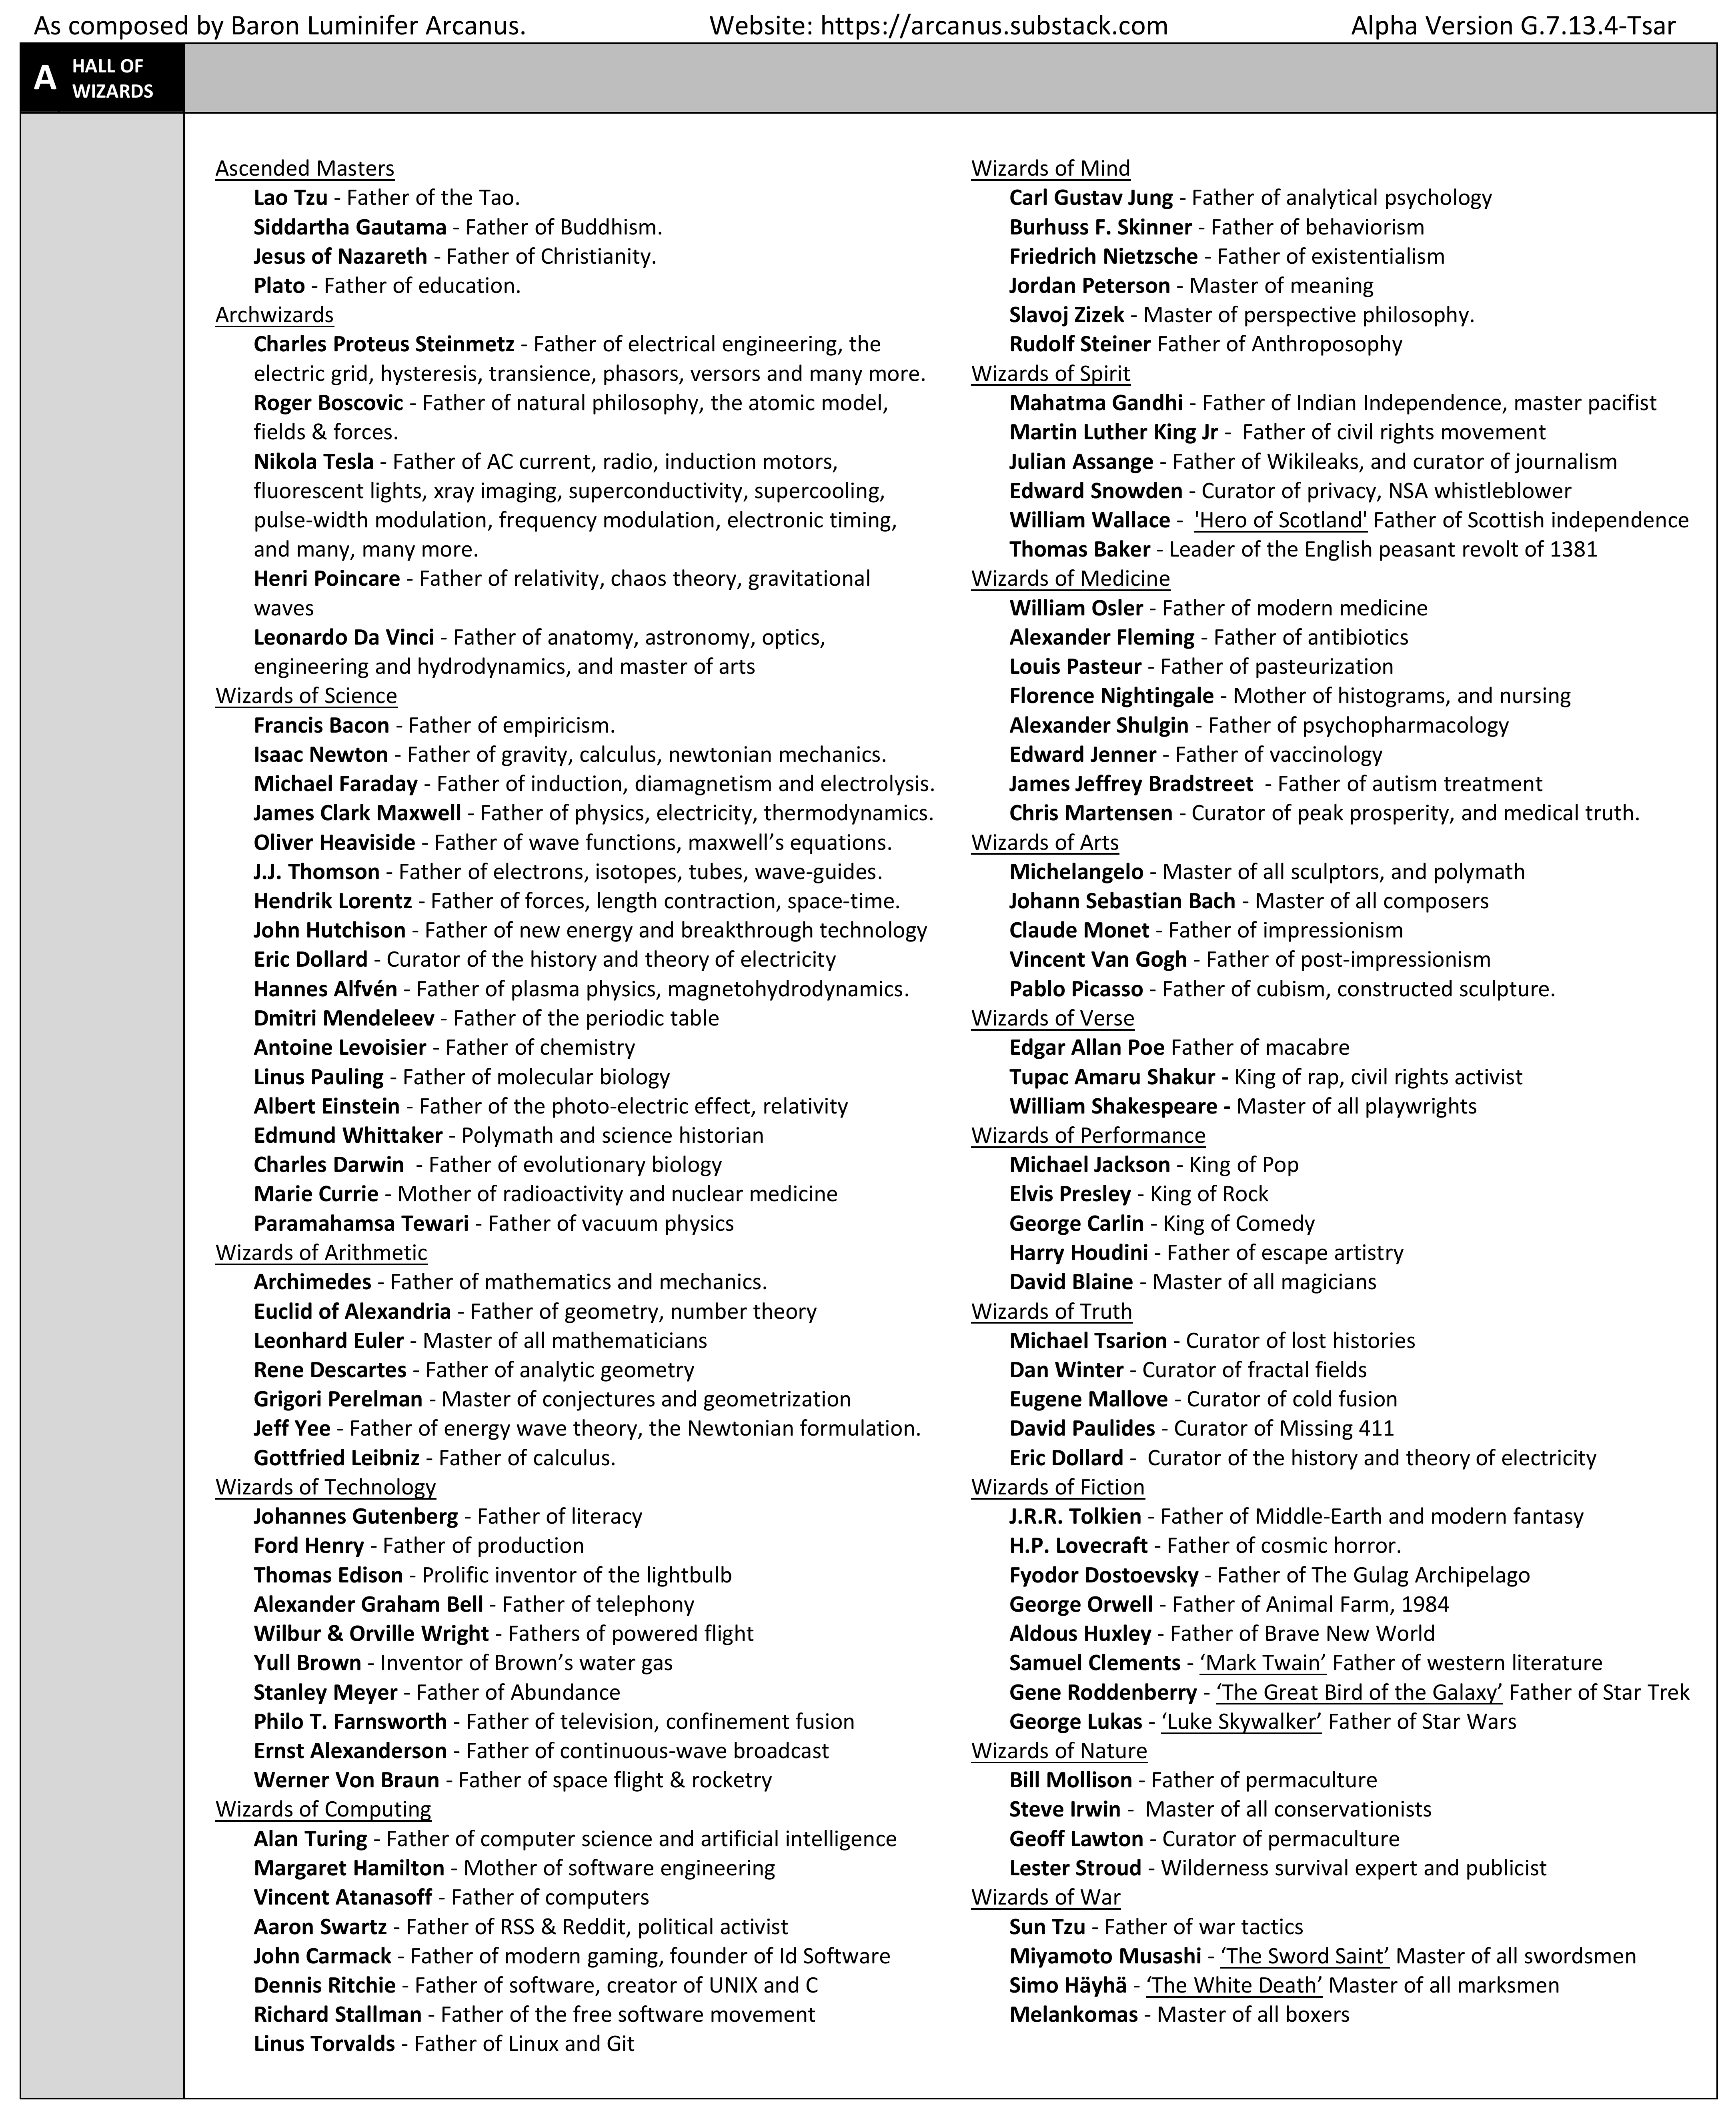 As composed by Baron Luminifer Arcanus. Website: https://arcanus.substack.com Alpha Version G.7.13.4-Tsar
A HALL OF
WIZARDS
Ascended Masters
Lao Tzu - Father of the Tao.
Siddartha Gautama - Father of Buddhism.
Jesus of Nazareth - Father of Christianity.
Plato - Father of education.
Archwizards
Charles Proteus Steinmetz - Father of electrical engineering, the
electric grid, hysteresis, transience, phasors, versors and many more.
Roger Boscovic - Father of natural philosophy, the atomic model,
fields & forces.
Nikola Tesla - Father of AC current, radio, induction motors,
fluorescent lights, xray imaging, superconductivity, supercooling,
pulse-width modulation, frequency modulation, electronic timing,
and many, many more.
Henri Poincare - Father of relativity, chaos theory, gravitational
waves
Leonardo Da Vinci - Father of anatomy, astronomy, optics,
engineering and hydrodynamics, and master of arts
Wizards of Science
Francis Bacon - Father of empiricism.
Isaac Newton - Father of gravity, calculus, newtonian mechanics.
Michael Faraday - Father of induction, diamagnetism and electrolysis.
James Clark Maxwell - Father of physics, electricity, thermodynamics.
Oliver Heaviside - Father of wave functions, maxwell’s equations.
J.J. Thomson - Father of electrons, isotopes, tubes, wave-guides.
Hendrik Lorentz - Father of forces, length contraction, space-time.
John Hutchison - Father of new energy and breakthrough technology
Eric Dollard - Curator of the history and theory of electricity
Hannes Alfvén - Father of plasma physics, magnetohydrodynamics.
Dmitri Mendeleev - Father of the periodic table
Antoine Levoisier - Father of chemistry
Linus Pauling - Father of molecular biology
Albert Einstein - Father of the photo-electric effect, relativity
Edmund Whittaker - Polymath and science historian
Charles Darwin - Father of evolutionary biology
Marie Currie - Mother of radioactivity and nuclear medicine
Paramahamsa Tewari - Father of vacuum physics
Wizards of Arithmetic
Archimedes - Father of mathematics and mechanics.
Euclid of Alexandria - Father of geometry, number theory
Leonhard Euler - Master of all mathematicians
Rene Descartes - Father of analytic geometry
Grigori Perelman - Master of conjectures and geometrization
Jeff Yee - Father of energy wave theory, the Newtonian formulation.
Gottfried Leibniz - Father of calculus.
Wizards of Technology
Johannes Gutenberg - Father of literacy
Ford Henry - Father of production
Thomas Edison - Prolific inventor of the lightbulb
Alexander Graham Bell - Father of telephony
Wilbur & Orville Wright - Fathers of powered flight
Yull Brown - Inventor of Brown’s water gas
Stanley Meyer - Father of Abundance
Philo T. Farnsworth - Father of television, confinement fusion
Ernst Alexanderson - Father of continuous-wave broadcast
Werner Von Braun - Father of space flight & rocketry
Wizards of Computing
Alan Turing - Father of computer science and artificial intelligence
Margaret Hamilton - Mother of software engineering
Vincent Atanasoff - Father of computers
Aaron Swartz - Father of RSS & Reddit, political activist
John Carmack - Father of modern gaming, founder of Id Software
Dennis Ritchie - Father of software, creator of UNIX and C
Richard Stallman - Father of the free software movement
Linus Torvalds - Father of Linux and Git
Wizards of Mind
Carl Gustav Jung - Father of analytical psychology
Burhuss F. Skinner - Father of behaviorism
Friedrich Nietzsche - Father of existentialism
Jordan Peterson - Master of meaning
Slavoj Zizek - Master of perspective philosophy.
Rudolf Steiner Father of Anthroposophy
Wizards of Spirit
Mahatma Gandhi - Father of Indian Independence, master pacifist
Martin Luther King Jr - Father of civil rights movement
Julian Assange - Father of Wikileaks, and curator of journalism
Edward Snowden - Curator of privacy, NSA whistleblower
William Wallace - 'Hero of Scotland' Father of Scottish independence
Thomas Baker - Leader of the English peasant revolt of 1381
Wizards of Medicine
William Osler - Father of modern medicine
Alexander Fleming - Father of antibiotics
Louis Pasteur - Father of pasteurization
Florence Nightingale - Mother of histograms, and nursing
Alexander Shulgin - Father of psychopharmacology
Edward Jenner - Father of vaccinology
James Jeffrey Bradstreet - Father of autism treatment
Chris Martensen - Curator of peak prosperity, and medical truth.
Wizards of Arts
Michelangelo - Master of all sculptors, and polymath
Johann Sebastian Bach - Master of all composers
Claude Monet - Father of impressionism
Vincent Van Gogh - Father of post-impressionism
Pablo Picasso - Father of cubism, constructed sculpture.
Wizards of Verse
Edgar Allan Poe Father of macabre
Tupac Amaru Shakur - King of rap, civil rights activist
William Shakespeare - Master of all playwrights
Wizards of Performance
Michael Jackson - King of Pop
Elvis Presley - King of Rock
George Carlin - King of Comedy
Harry Houdini - Father of escape artistry
David Blaine - Master of all magicians
Wizards of Truth
Michael Tsarion - Curator of lost histories
Dan Winter - Curator of fractal fields
Eugene Mallove - Curator of cold fusion
David Paulides - Curator of Missing 411
Eric Dollard - Curator of the history and theory of electricity
Wizards of Fiction
J.R.R. Tolkien - Father of Middle-Earth and modern fantasy
H.P. Lovecraft - Father of cosmic horror.
Fyodor Dostoevsky - Father of The Gulag Archipelago
George Orwell - Father of Animal Farm, 1984
Aldous Huxley - Father of Brave New World
Samuel Clements - ‘Mark Twain’ Father of western literature
Gene Roddenberry - ‘The Great Bird of the Galaxy’ Father of Star Trek
George Lukas - ‘Luke Skywalker’ Father of Star Wars
Wizards of Nature
Bill Mollison - Father of permaculture
Steve Irwin - Master of all conservationists
Geoff Lawton - Curator of permaculture
Lester Stroud - Wilderness survival expert and publicist
Wizards of War
Sun Tzu - Father of war tactics
Miyamoto Musashi - ‘The Sword Saint’ Master of all swordsmen
Simo Häyhä - ‘The White Death’ Master of all marksmen
Melankomas - Master of all boxers